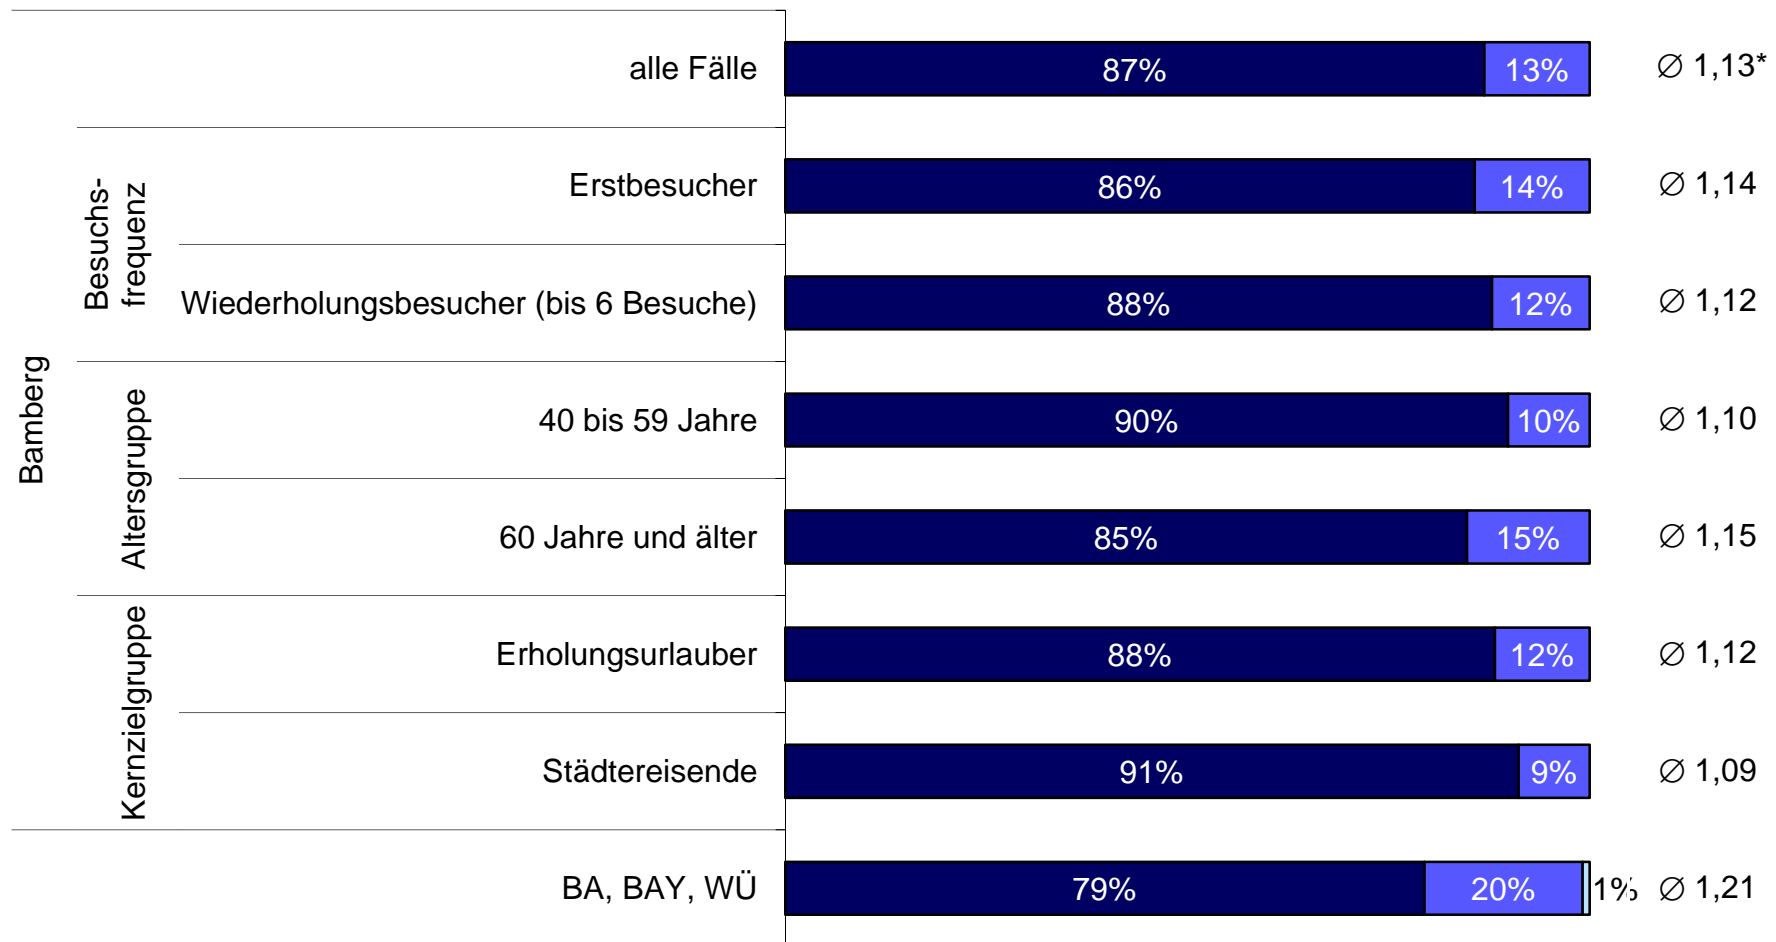 alle Fälle 87% 13% ∅ 1,13*
Bamberg
Besuchs-
frequenz
Erstbesucher 86% 14% ∅ 1,14
Wiederholungsbesucher (bis 6 Besuche) 88% 12% ∅ 1,12
Altersgruppe
40 bis 59 Jahre 90% 10% ∅ 1,10
60 Jahre und älter 85% 15% ∅ 1,15
Kernzielgruppe
Erholungsurlauber 88% 12% ∅ 1,12
Städtereisende 91% 9% ∅ 1,09
BA, BAY, WÜ 79% 20% 1% ∅ 1,21